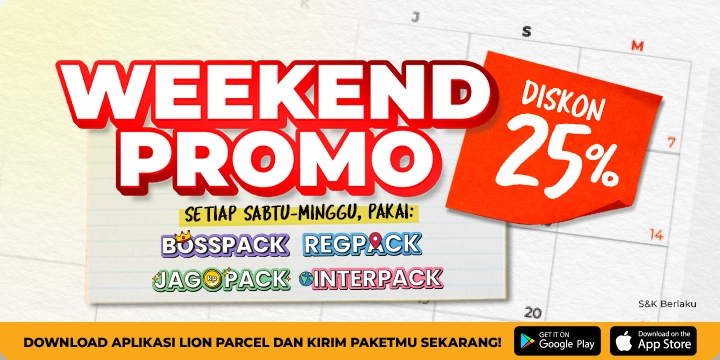 K
J
S
M
WEEKEND
PROMO
DISKON
25%
7
SETIAP SABTU-MINGGU, PAKAI:
BOSSPACK REGPACK
JAGOPACK INTERPACK
14
20
S&K Berlaku
DOWNLOAD APLIKASI LION PARCEL DAN KIRIM PAKETMU SEKARANG!
GET IT ON
Google Play
Download on the
App Store